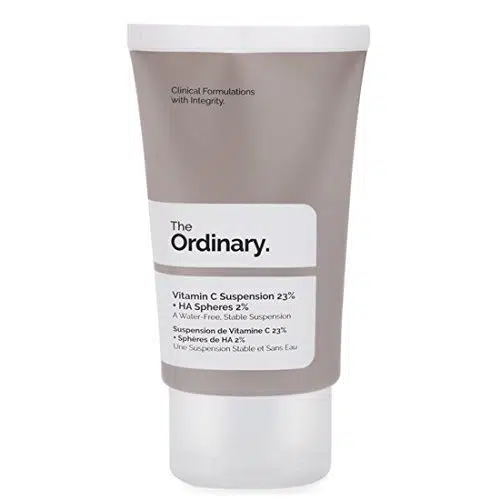 Clinical Formulations
with Integrity.
The
Ordinary.
Vitamin C Suspension 23%
+ HA Spheres 2%
A Water-Free, Stable Suspension
Suspension de Vitamine C 23%
+ Sphères de HA 2%
Une Suspension Stable et Sans Eau